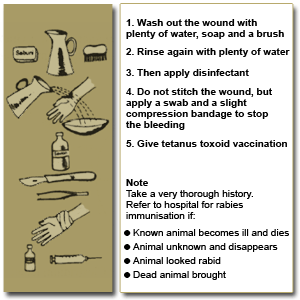 Sabun
1. Wash out the wound with
plenty of water, soap and a brush
2. Rinse again with plenty of water
3. Then apply disinfectant
4. Do not stitch the wound, but
apply a swab and a slight
compression bandage to stop
the bleeding
5. Give tetanus toxoid vaccination
Note
Take a very thorough history.
Refer to hospital for rabies
immunisation if:
● Known animal becomes ill and dies
● Animal unknown and disappears
● Animal looked rabid
● Dead animal brought